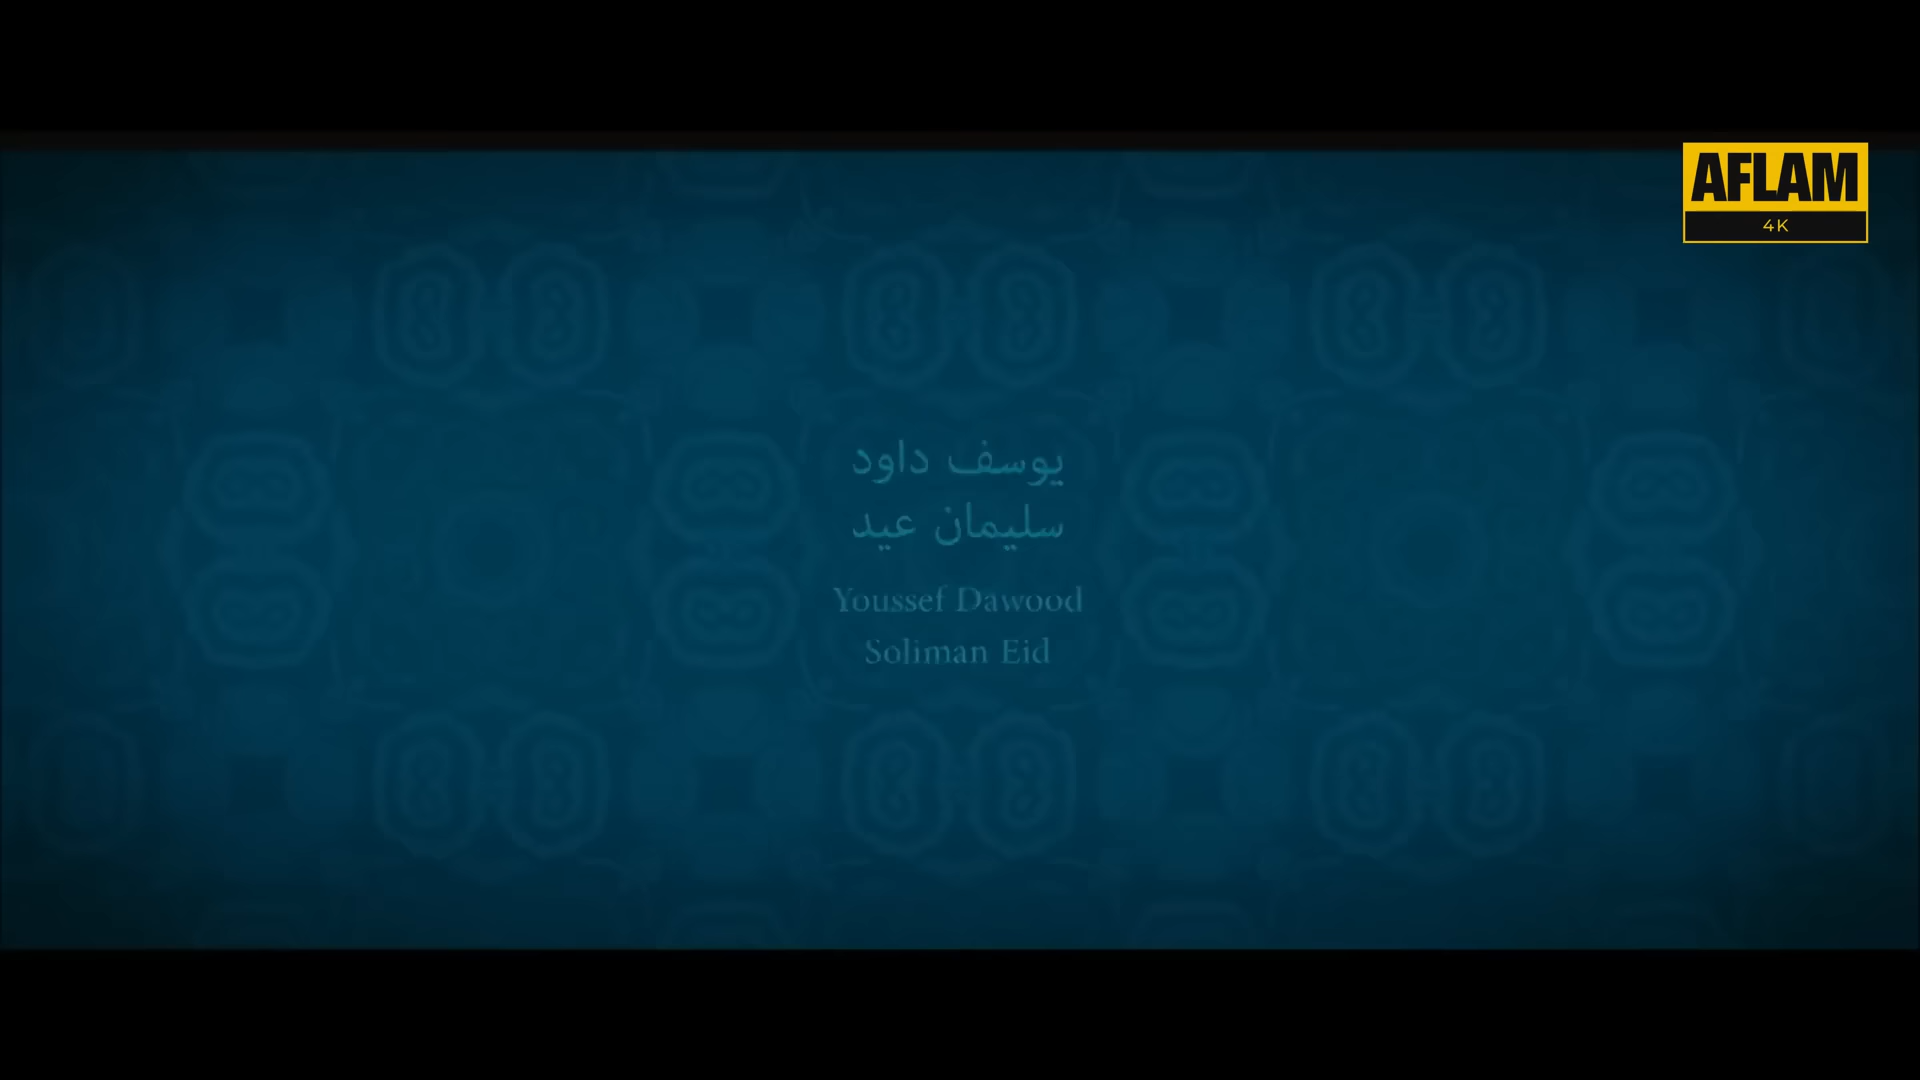 AFLAM
4K
يوسف داود
سليمان عيد
Youssef Dawood
Soliman Eid